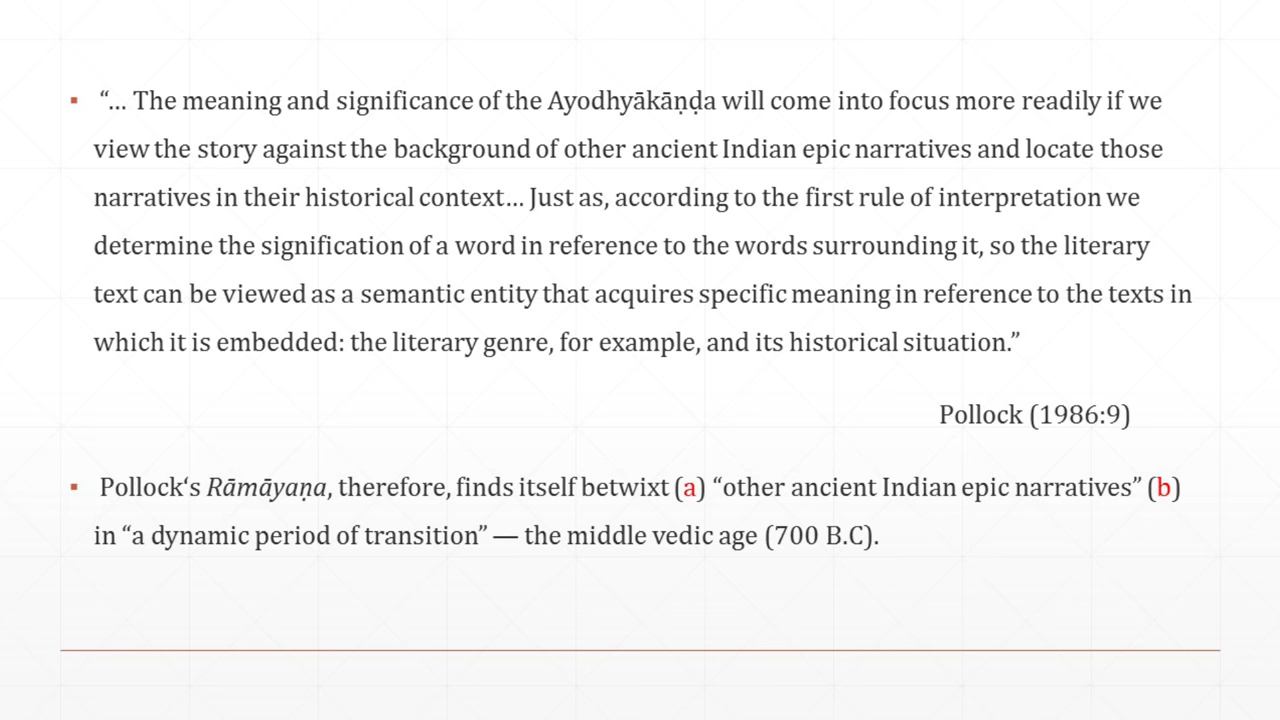 ▪ “… The meaning and significance of the Ayodhyākāṇḍa will come into focus more readily if we
view the story against the background of other ancient Indian epic narratives and locate those
narratives in their historical context… Just as, according to the first rule of interpretation we
determine the signification of a word in reference to the words surrounding it, so the literary
text can be viewed as a semantic entity that acquires specific meaning in reference to the texts in
which it is embedded: the literary genre, for example, and its historical situation.”
Pollock (1986:9)
▪ Pollock‘s Rāmāyaṇa, therefore, finds itself betwixt (a) “other ancient Indian epic narratives” (b)
in “a dynamic period of transition” — the middle vedic age (700 B.C).